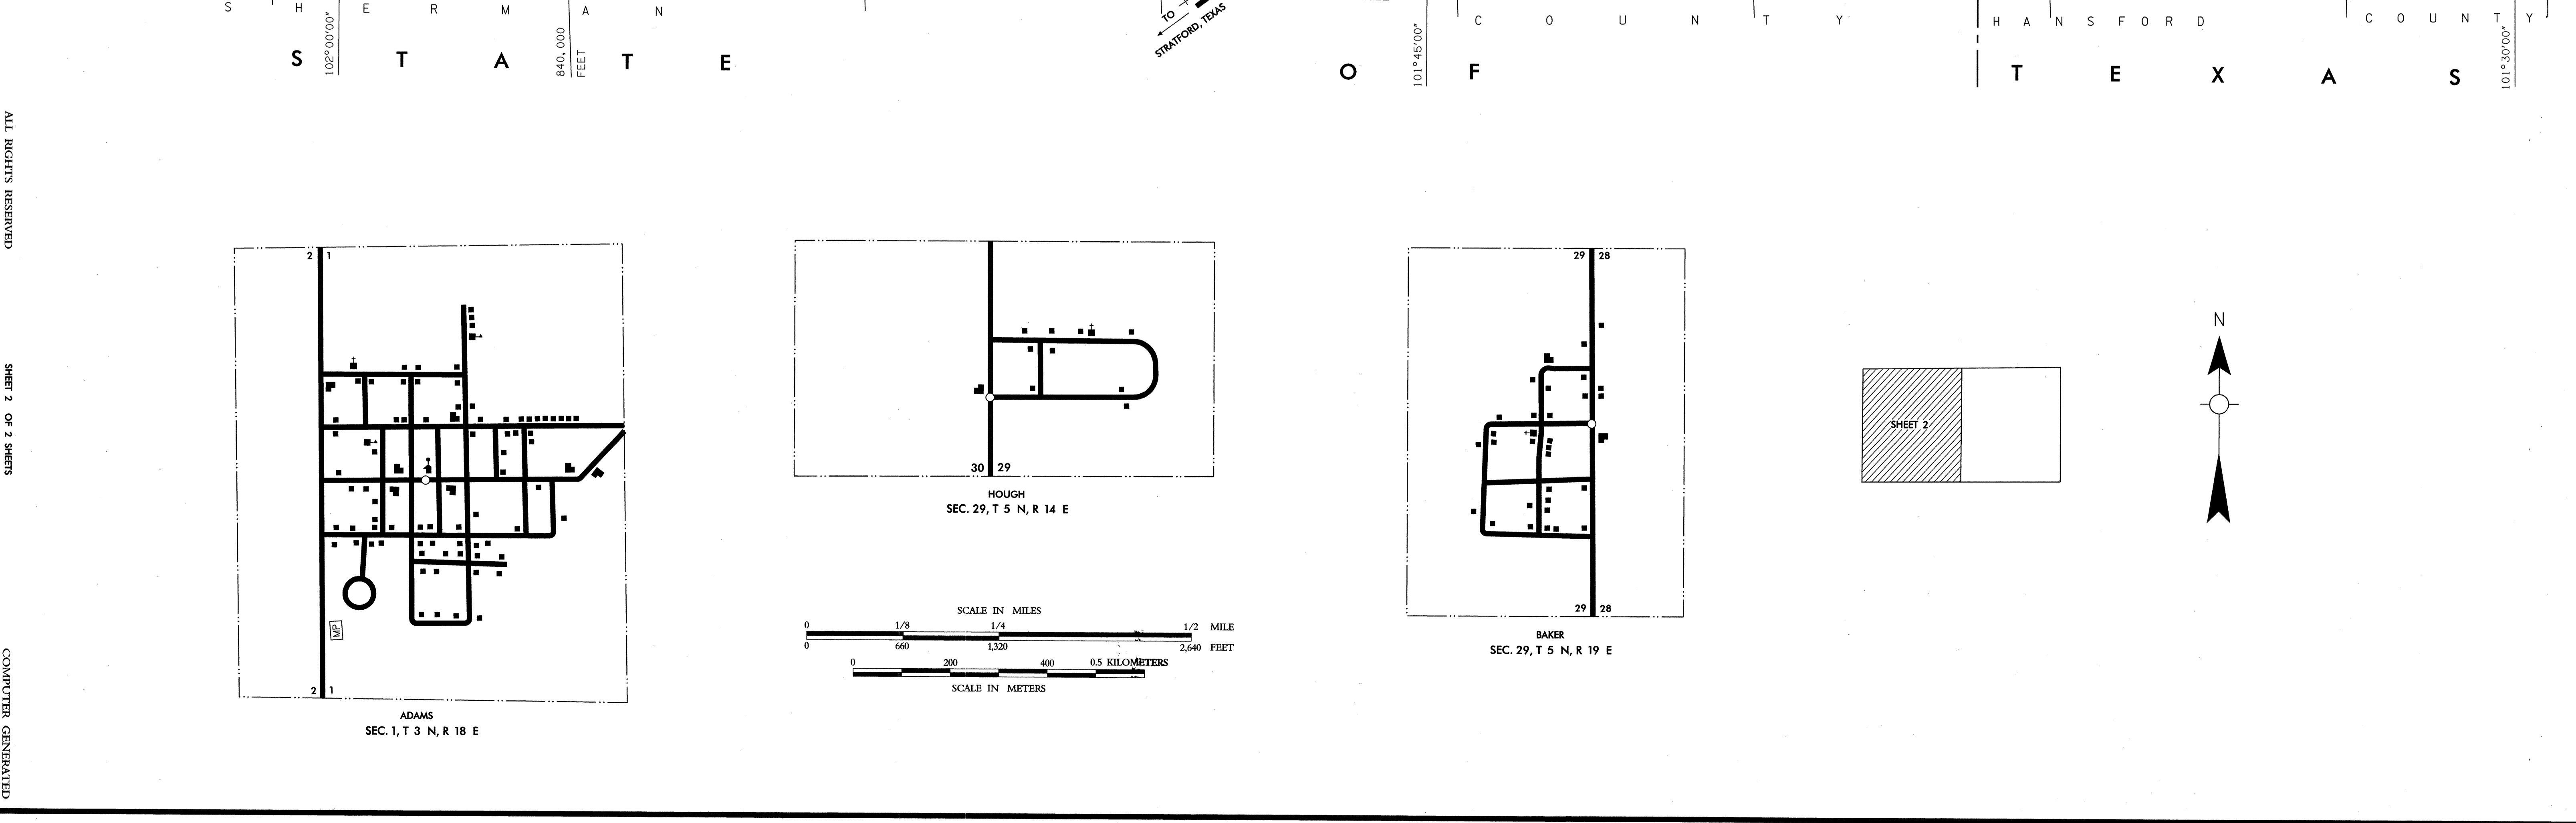 S H E R M A N
C O U N T Y
H A N S F O R D
C O U N T Y
TO
STRATFORD, TEXAS
S T A T E
O F
T E X A S
102°00'00"
840,000
FEET
101°45'00"
101°30'00"
ALL RIGHTS RESERVED
SHEET 2 OF 2 SHEETS
COMPUTER GENERATED
2 1
MP
2 1
ADAMS
SEC. 1, T 3 N, R 18 E
30 29
HOUGH
SEC. 29, T 5 N, R 14 E
SCALE IN MILES
0 1/8 1/4 1/2 MILE
0 660 1,320 2,640 FEET
0 200 400 0.5 KILOMETERS
SCALE IN METERS
29 28
29 28
BAKER
SEC. 29, T 5 N, R 19 E
SHEET 2
N